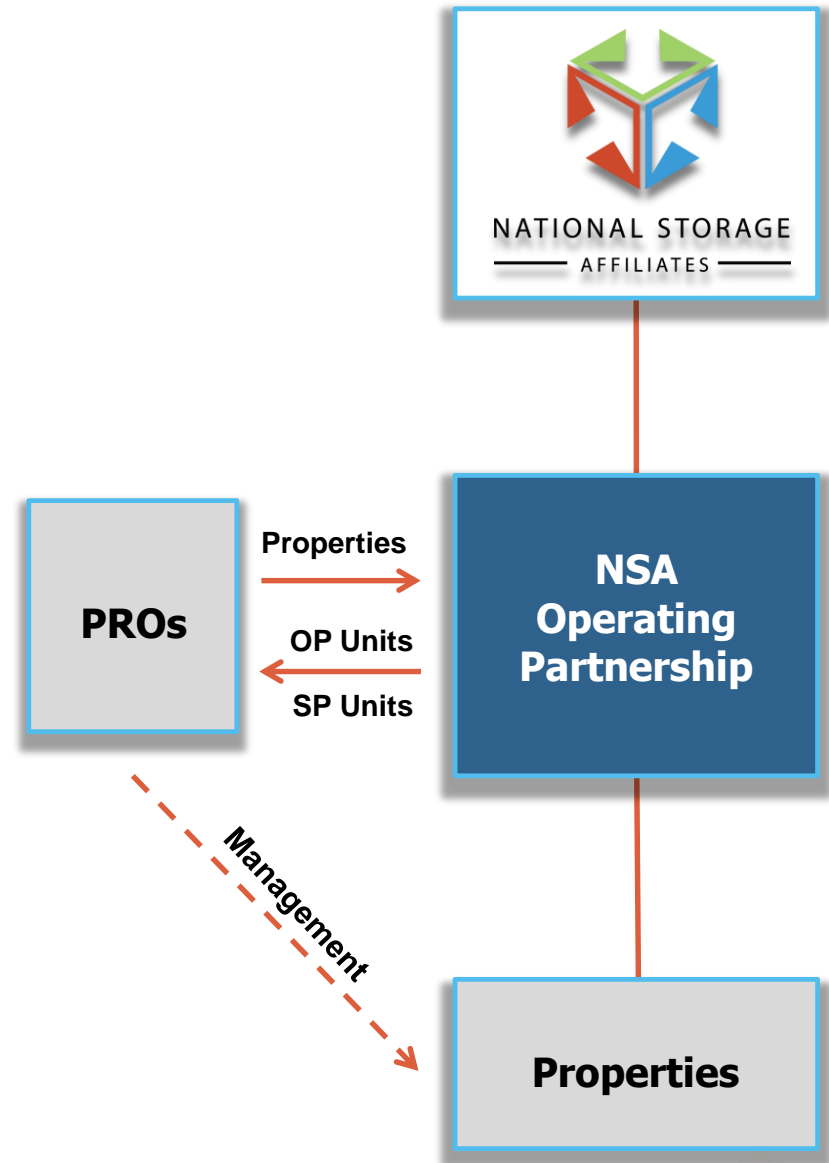 NATIONAL STORAGE
AFFILIATES
Properties
PROs
OP Units
SP Units
NSA
Operating
Partnership
Management
Properties